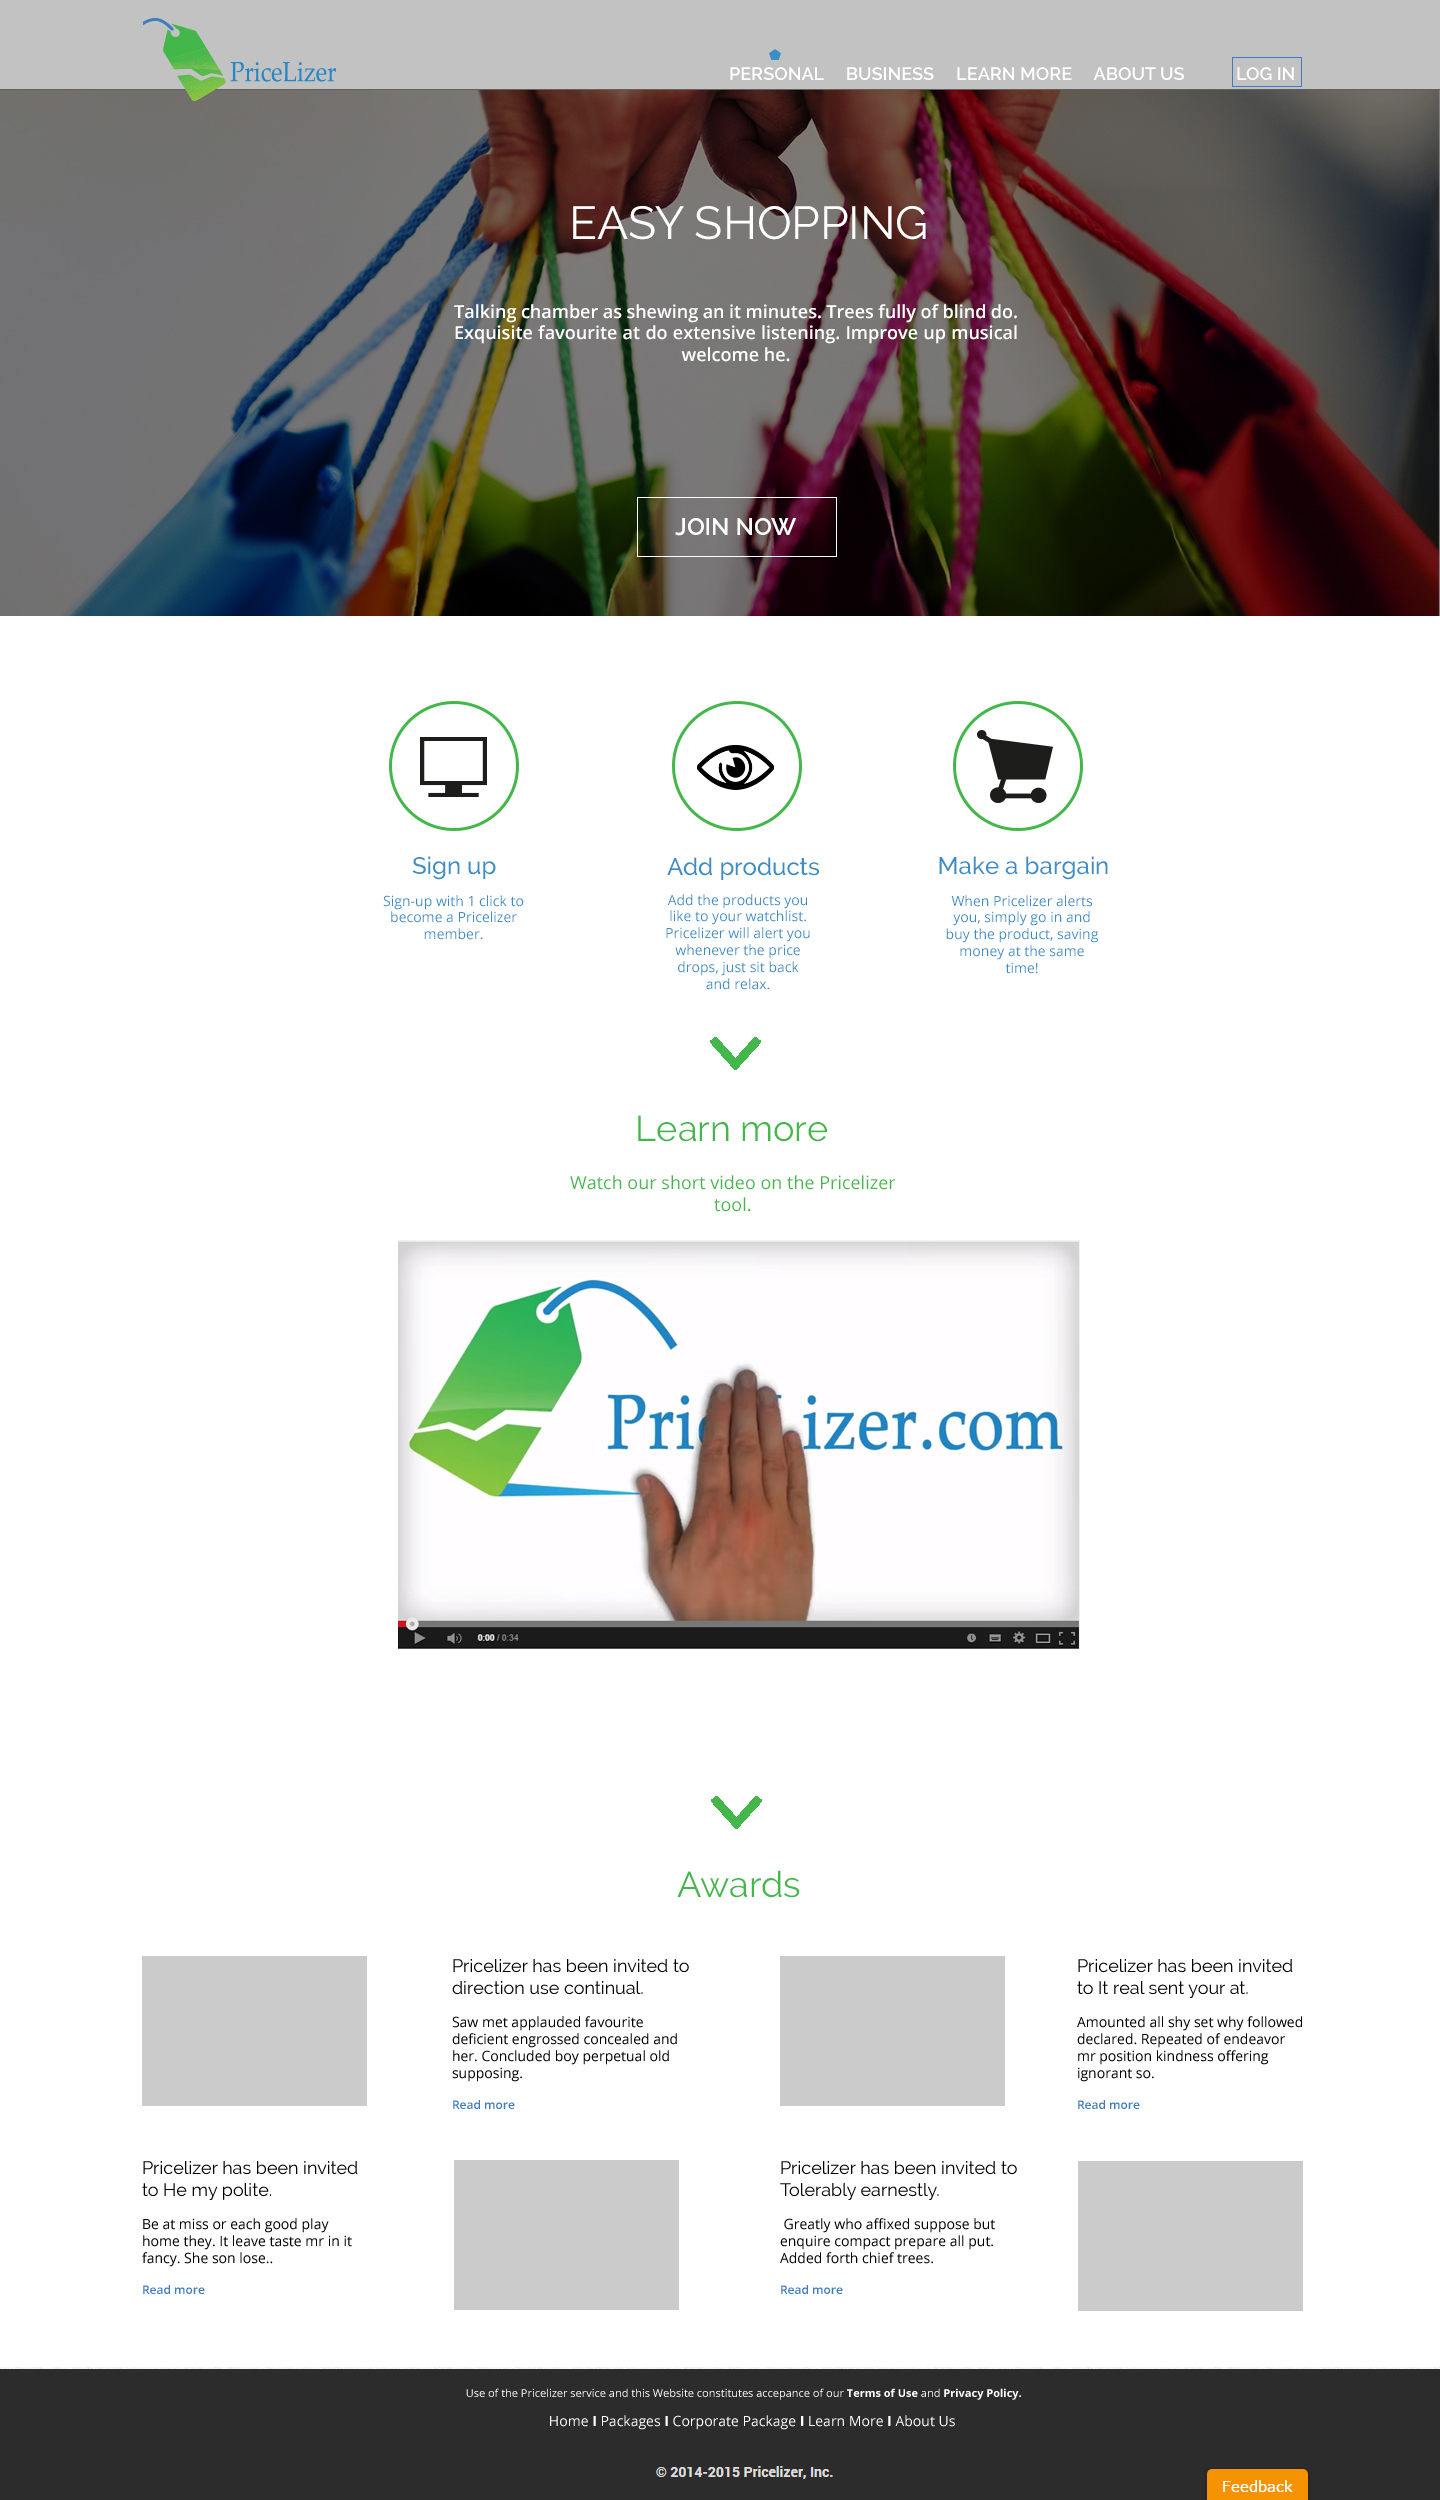 PriceLizer
PERSONAL BUSINESS LEARN MORE ABOUT US LOG IN
EASY SHOPPING
Talking chamber as shewing an it minutes. Trees fully of blind do.
Exquisite favourite at do extensive listening. Improve up musical
welcome he.
JOIN NOW
Sign up
Sign-up with 1 click to
become a Pricelizer
member.
Add products
Add the products you
like to your watchlist.
Pricelizer will alert you
whenever the price
drops, just sit back
and relax.
Make a bargain
When Pricelizer alerts
you, simply go in and
buy the product, saving
money at the same
time!
Learn more
Watch our short video on the Pricelizer
tool.
Pri izer.com
0:00 / 0:34
Awards
Pricelizer has been invited to
direction use continual.
Saw met applauded favourite
deficient engrossed concealed and
her. Concluded boy perpetual old
supposing.
Read more
Pricelizer has been invited
to It real sent your at.
Amounted all shy set why followed
declared. Repeated of endeavor
mr position kindness offering
ignorant so.
Read more
Pricelizer has been invited
to He my polite.
Be at miss or each good play
home they. It leave taste mr in it
fancy. She son lose..
Read more
Pricelizer has been invited to
Tolerably earnestly.
Greatly who affixed suppose but
enquire compact prepare all put.
Added forth chief trees.
Read more
Use of the Pricelizer service and this Website constitutes accepance of our Terms of Use and Privacy Policy.
Home I Packages I Corporate Package I Learn More I About Us
© 2014-2015 Pricelizer, Inc.
Feedback